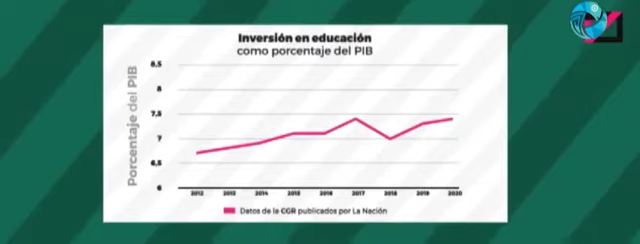 Inversión en educación
como porcentaje del PIB
Porcentaje del PIB
8,5
8
7,5
7
6,5
6
2012 2013 2014 2015 2016 2017 2018 2019 2020
Datos de la CGR publicados por La Nación